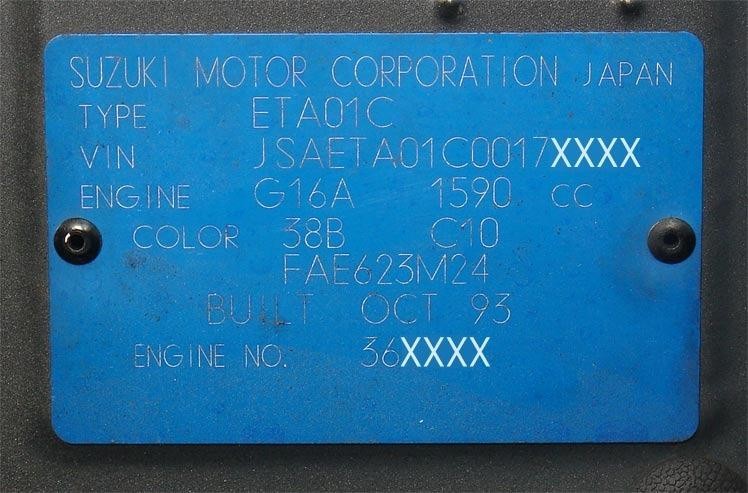 SUZUKI MOTOR CORPORATION JAPAN
TYPE ETA01C
VIN JSAETA01C0017XXXX
ENGINE G16A 1590 CC
COLOR 38B C10
FAE623M24
BUILT OCT 93
ENGINE NO. 36XXXX